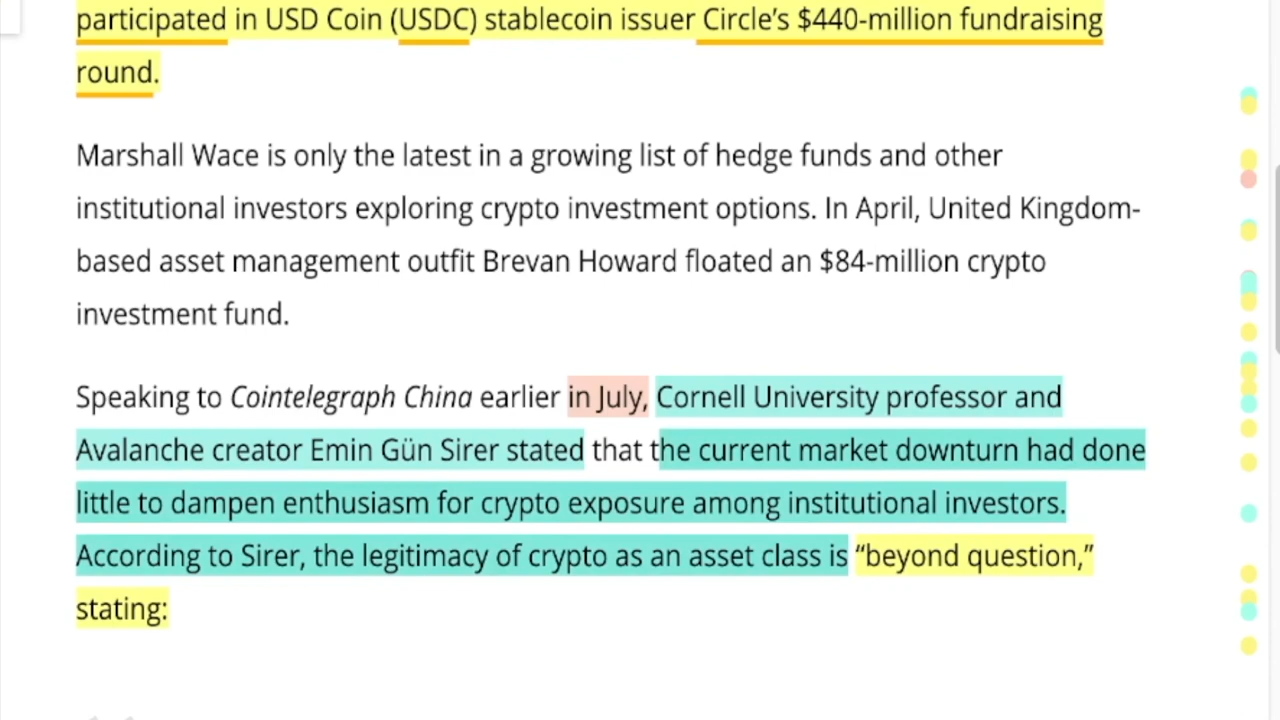 participated in USD Coin (USDC) stablecoin issuer Circle’s $440-million fundraising
round.
Marshall Wace is only the latest in a growing list of hedge funds and other
institutional investors exploring crypto investment options. In April, United Kingdom-
based asset management outfit Brevan Howard floated an $84-million crypto
investment fund.
Speaking to Cointelegraph China earlier in July, Cornell University professor and
Avalanche creator Emin Gün Sirer stated that the current market downturn had done
little to dampen enthusiasm for crypto exposure among institutional investors.
According to Sirer, the legitimacy of crypto as an asset class is “beyond question,”
stating: